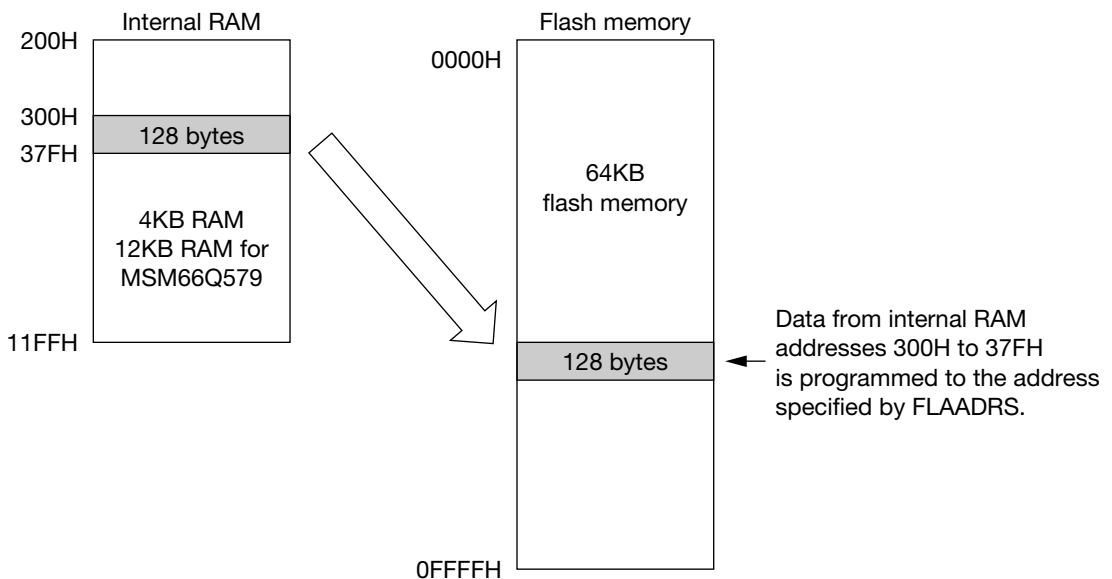 Internal RAM
200H
300H
128 bytes
37FH
4KB RAM
12KB RAM for
MSM66Q579
11FFH
Flash memory
0000H
64KB
flash memory
128 bytes
0FFFFH
Data from internal RAM
addresses 300H to 37FH
is programmed to the address
specified by FLAADRS.